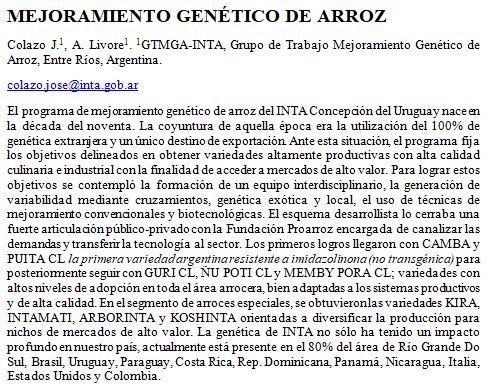 MEJORAMIENTO GENÉTICO DE ARROZ
Colazo J.¹, A. Livore¹. ¹GTMGA-INTA, Grupo de Trabajo Mejoramiento Genético de
Arroz, Entre Ríos, Argentina.
colazo.jose@inta.gob.ar
El programa de mejoramiento genético de arroz del INTA Concepción del Uruguay nace en
la década del noventa. La coyuntura de aquella época era la utilización del 100% de
genética extranjera y un único destino de exportación. Ante esta situación, el programa fija
los objetivos delineados en obtener variedades altamente productivas con alta calidad
culinaria e industrial con la finalidad de acceder a mercados de alto valor. Para lograr estos
objetivos se contempló la formación de un equipo interdisciplinario, la generación de
variabilidad mediante cruzamientos, genética exótica y local, el uso de técnicas de
mejoramiento convencionales y biotecnológicas. El esquema desarrollista lo cerraba una
fuerte articulación público-privado con la Fundación Proarroz encargada de canalizar las
demandas y transferir la tecnología al sector. Los primeros logros llegaron con CAMBA y
PUITA CL la primera variedad argentina resistente a imidazolinona (no transgénica) para
posteriormente seguir con GURI CL, ÑU POTI CL y MEMBY PORA CL; variedades con
altos niveles de adopción en toda el área arrocera, bien adaptadas a los sistemas productivos
y de alta calidad. En el segmento de arroces especiales, se obtuvieron las variedades KIRA,
INTAMATI, ARBORINTA y KOSHINTA orientadas a diversificar la producción para
nichos de mercados de alto valor. La genética de INTA no sólo ha tenido un impacto
profundo en nuestro país, actualmente está presente en el 80% del área de Río Grande Do
Sul, Brasil, Uruguay, Paraguay, Costa Rica, Rep. Dominicana, Panamá, Nicaragua, Italia,
Estados Unidos y Colombia.